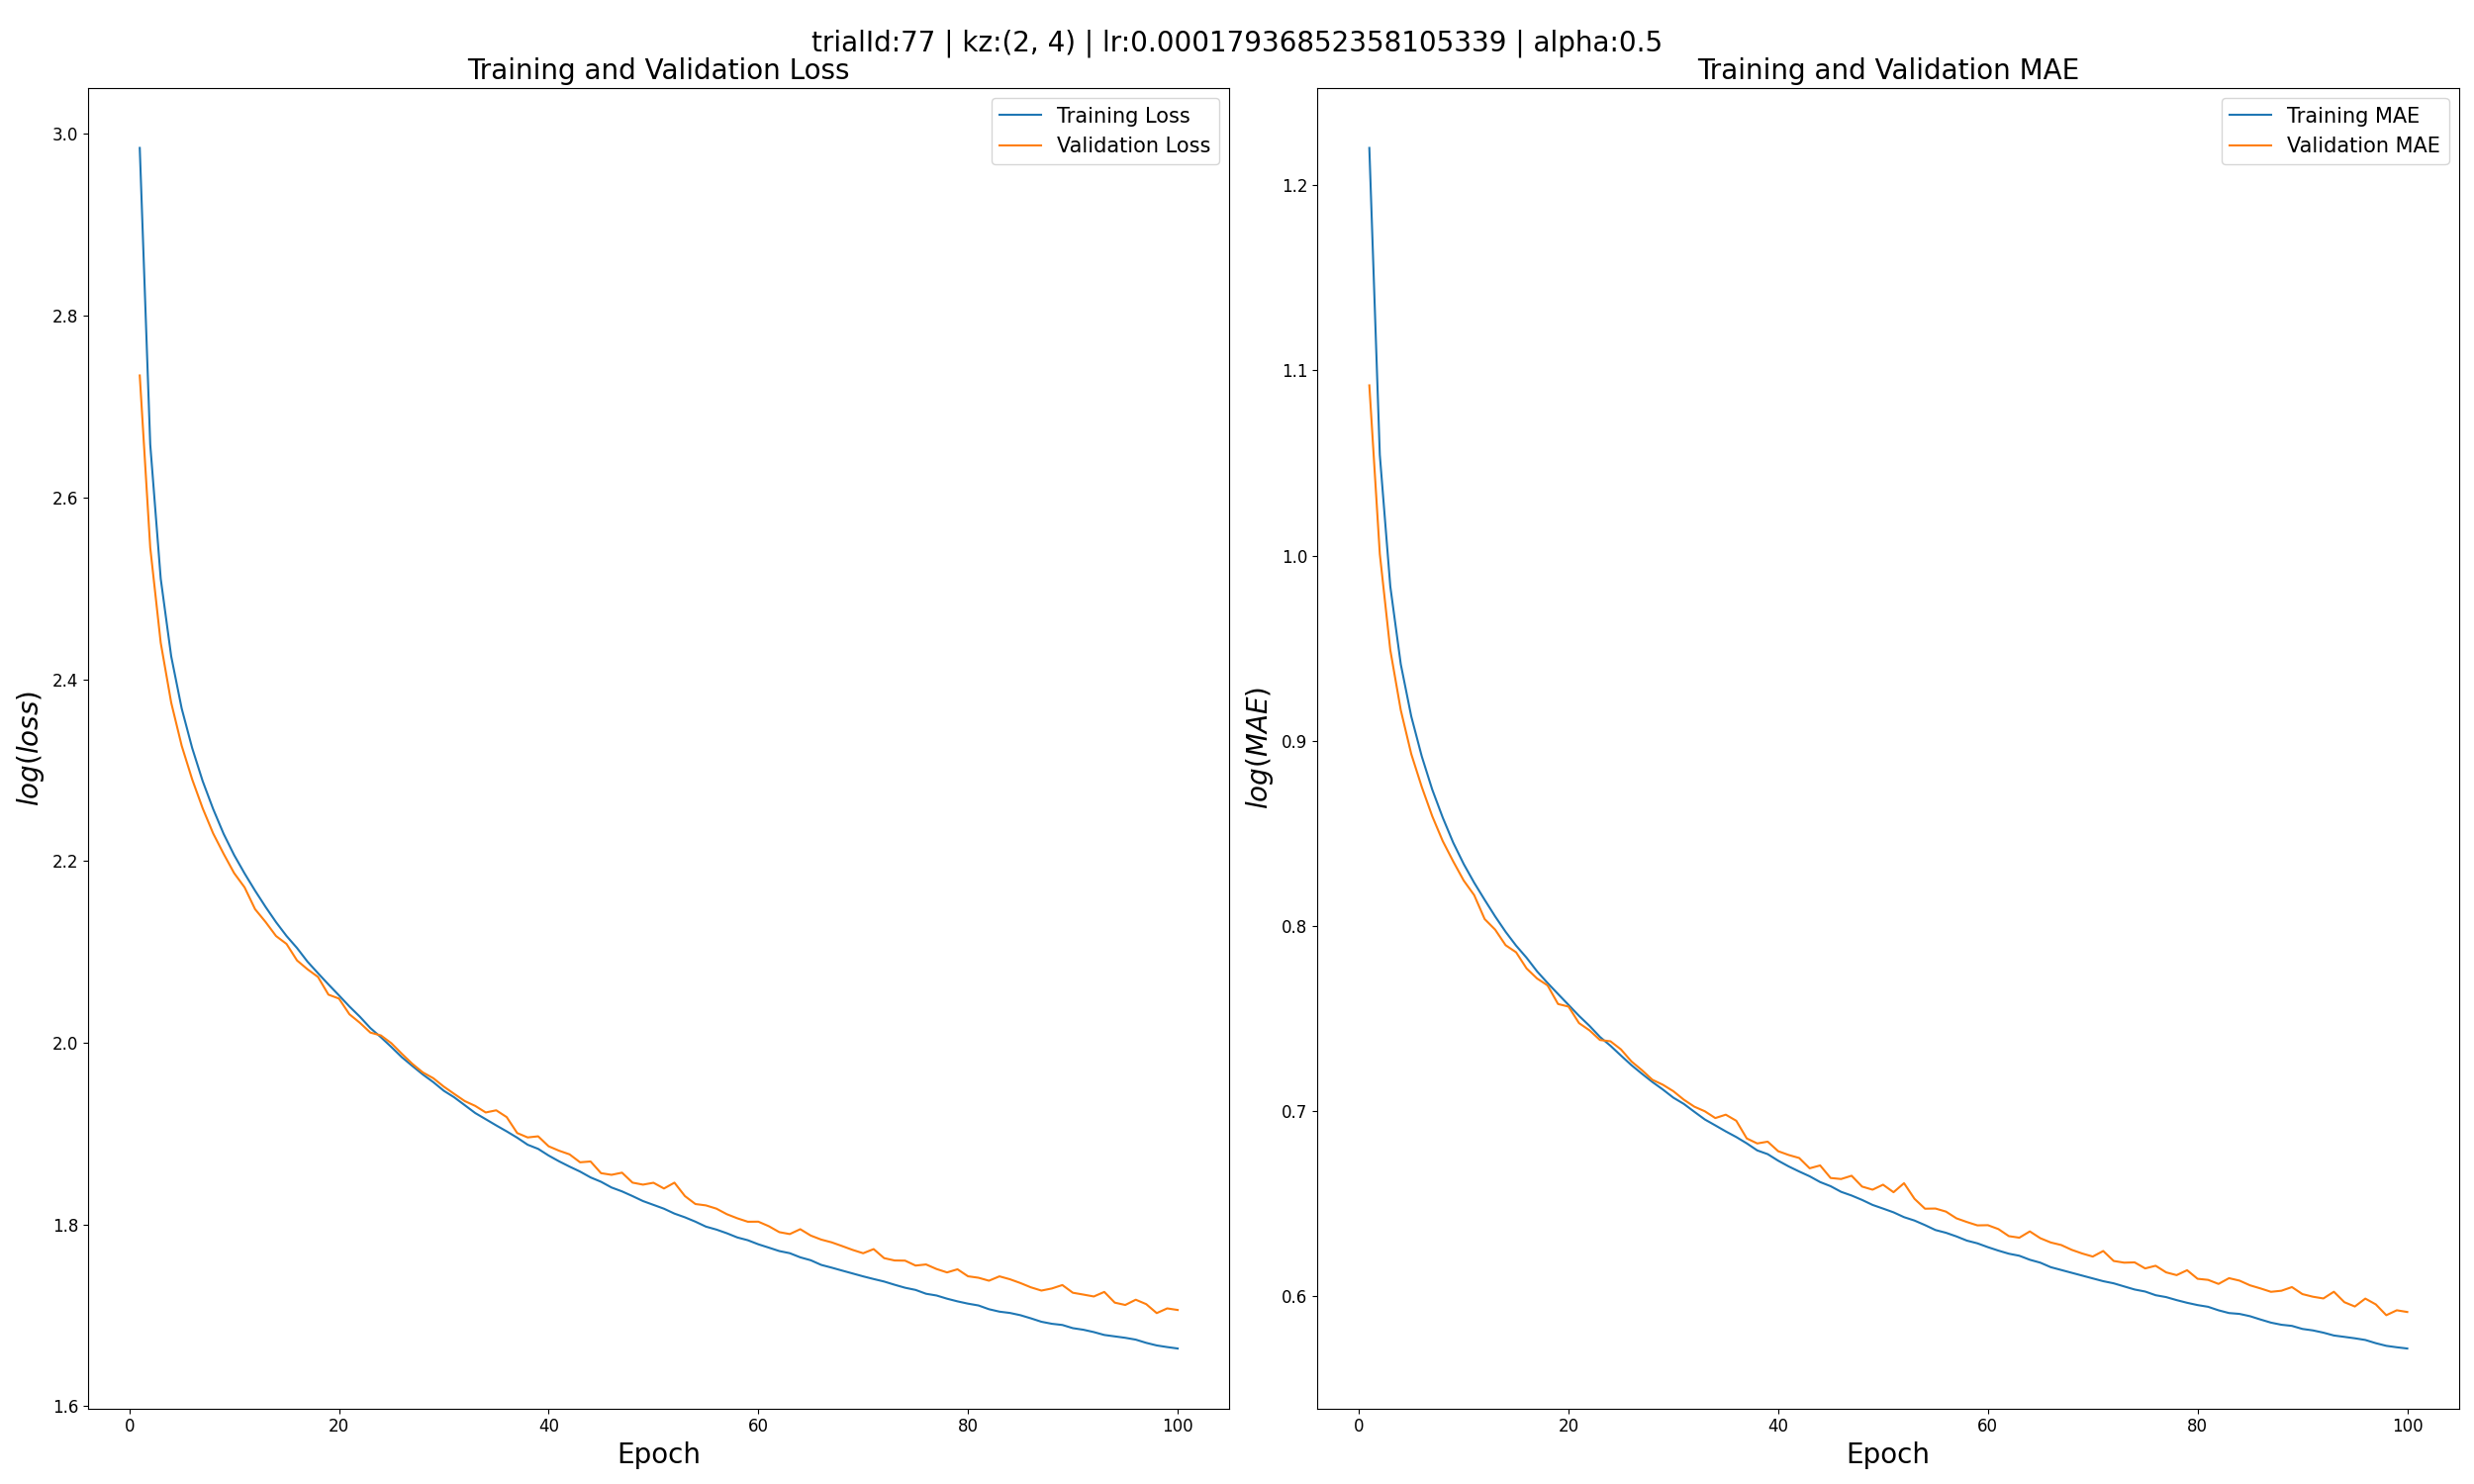 trialId:77 | kz:(2, 4) | lr:0.00017936852358105339 | alpha:0.5
Training and Validation Loss
Training Loss
Validation Loss
3.0
2.8
2.6
2.4
2.2
2.0
1.8
1.6
log(loss)
0 20 40 60 80 100
Epoch
Training and Validation MAE
Training MAE
Validation MAE
1.2
1.1
1.0
0.9
0.8
0.7
0.6
log(MAE)
0 20 40 60 80 100
Epoch